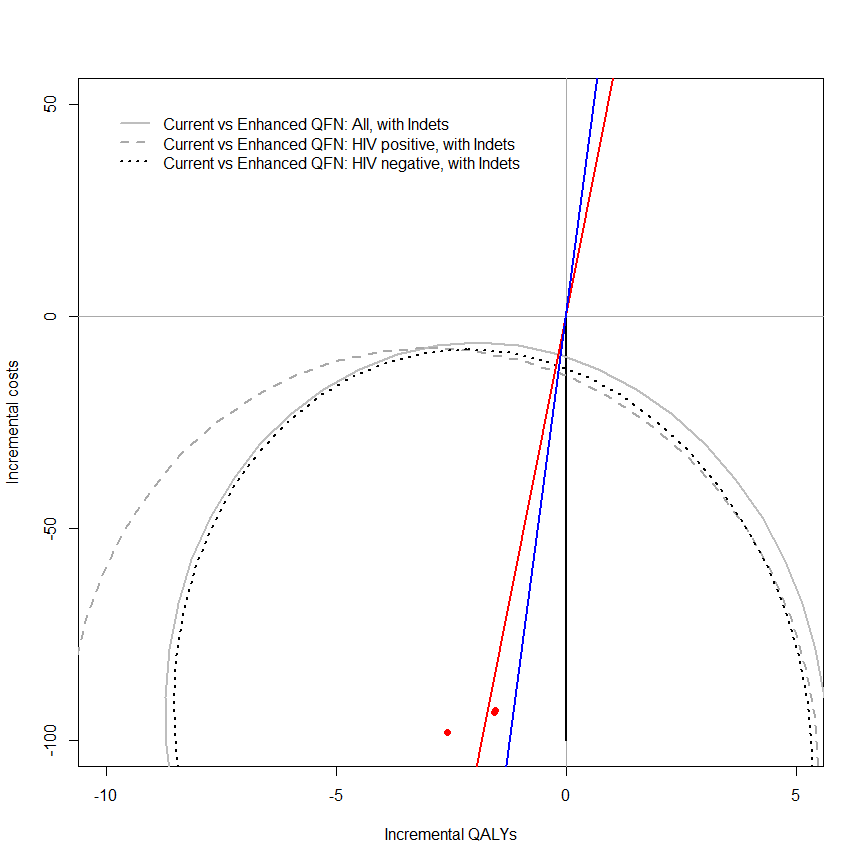 Current vs Enhanced QFN: All, with Indets
Current vs Enhanced QFN: HIV positive, with Indets
Current vs Enhanced QFN: HIV negative, with Indets
50
0
-50
-100
Incremental costs
-10
-5
0
5
Incremental QALYs